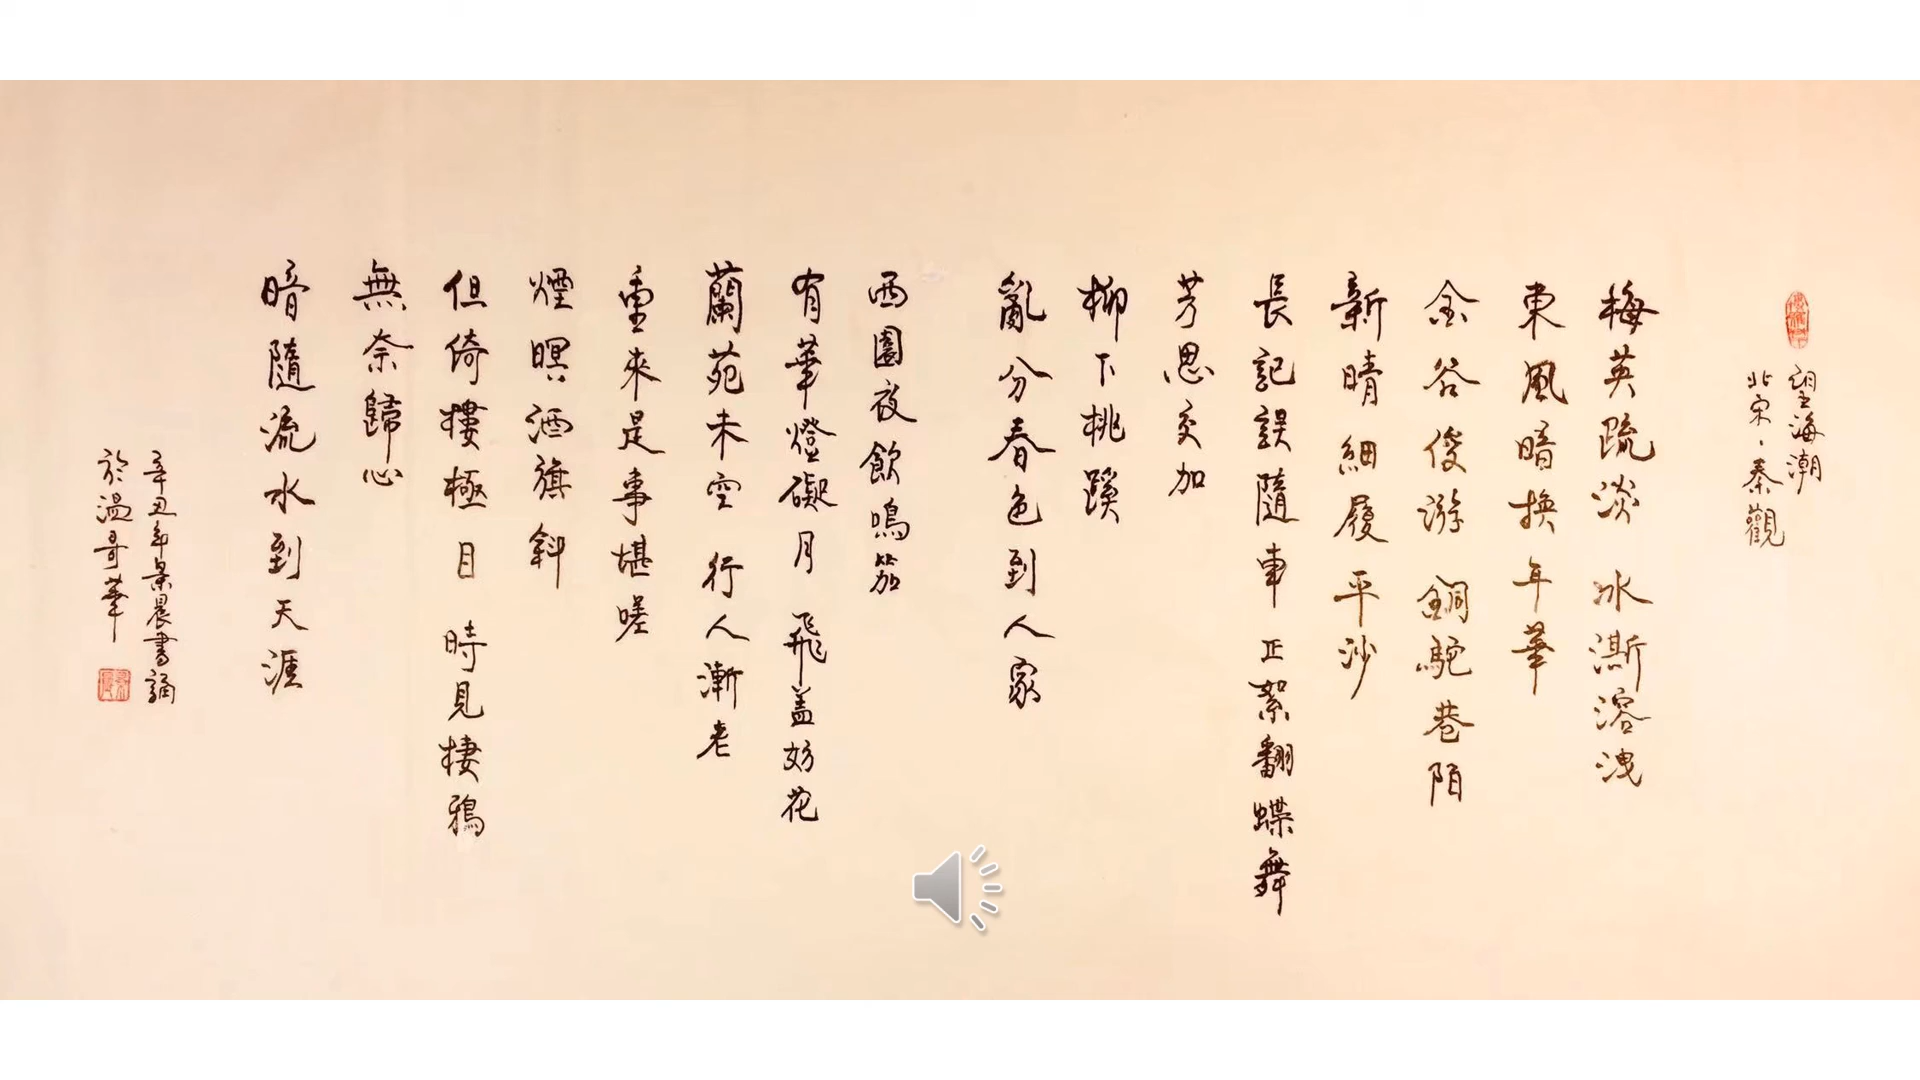 望海潮
北宋、秦觀
梅英疏淡 冰澌溶洩
東風暗換年華
金谷俊游 銅駝巷陌
新晴細履平沙
長記誤隨車 正絮翻蝶舞
芳思交加
柳下桃蹊
亂分春色到人家
西園夜飲鳴笳
有華燈礙月 飛盖妨花
蘭苑未空 行人漸老
重來是事堪嗟
煙暝酒旗斜
但倚樓極目 時見棲鴉
無奈歸心
暗隨流水到天涯
辛丑年景晨書誦
於温哥華